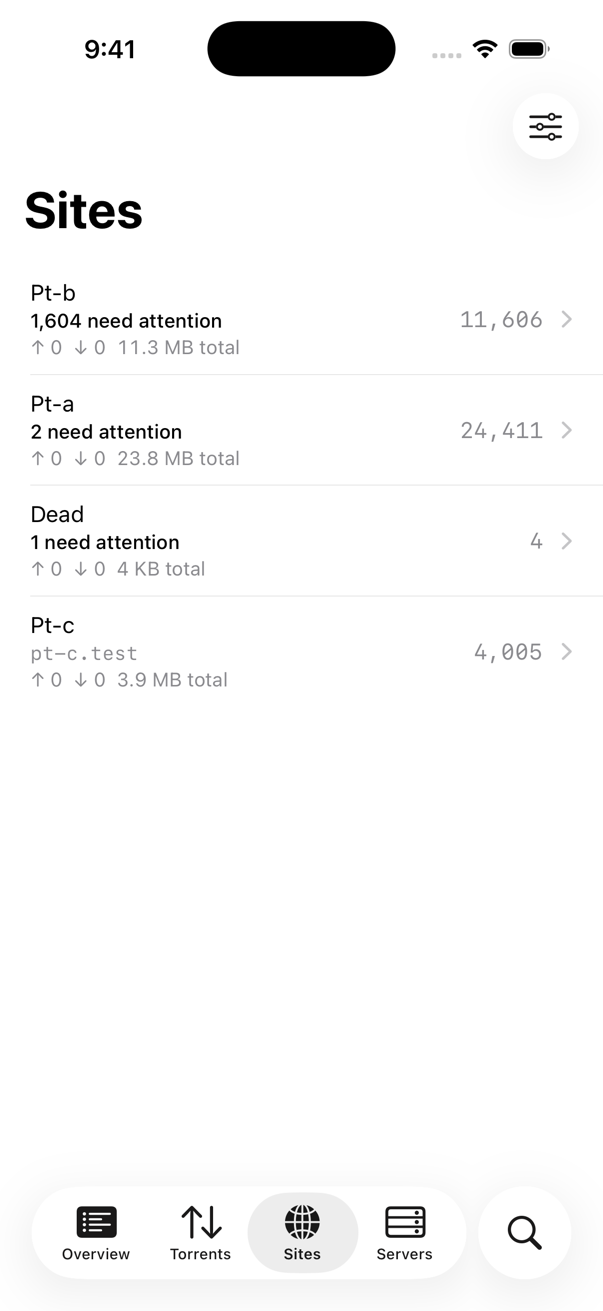 9:41
Sites
Pt-b
1,604 need attention
↑ 0 ↓ 0 11.3 MB total
11,606
Pt-a
2 need attention
↑ 0 ↓ 0 23.8 MB total
24,411
Dead
1 need attention
↑ 0 ↓ 0 4 KB total
4
Pt-c
pt-c.test
↑ 0 ↓ 0 3.9 MB total
4,005
Overview
Torrents
Sites
Servers